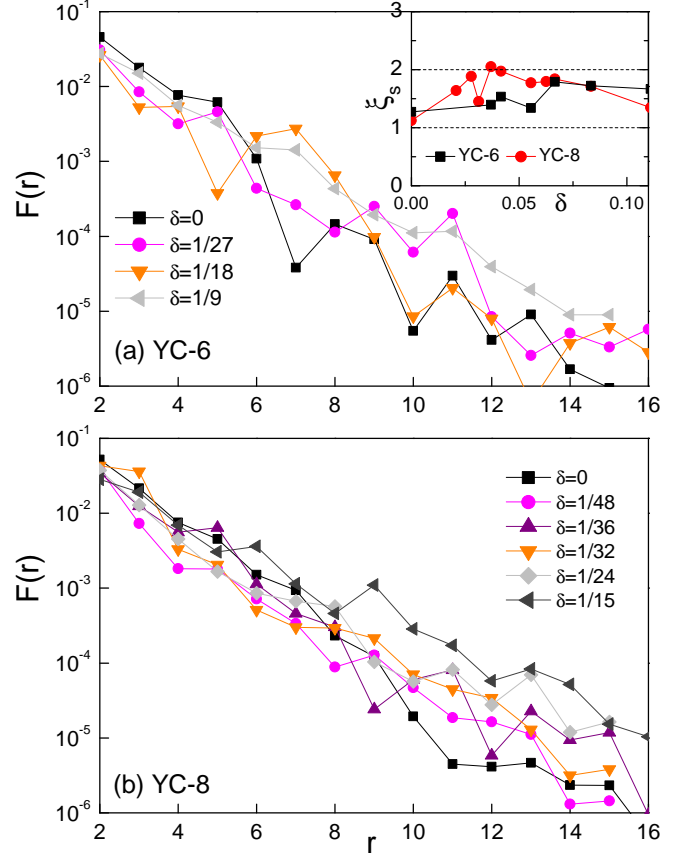 10^-1
10^-2
10^-3
10^-4
10^-5
10^-6
F(r)
2 4 6 8 10 12 14 16
δ=0
δ=1/27
δ=1/18
δ=1/9
(a) YC-6
3
2
1
0
ξ_s
0.00 0.05 0.10
δ
YC-6 YC-8
10^-1
10^-2
10^-3
10^-4
10^-5
10^-6
F(r)
δ=0
δ=1/48
δ=1/36
δ=1/32
δ=1/24
δ=1/15
(b) YC-8
2 4 6 8 10 12 14 16
r